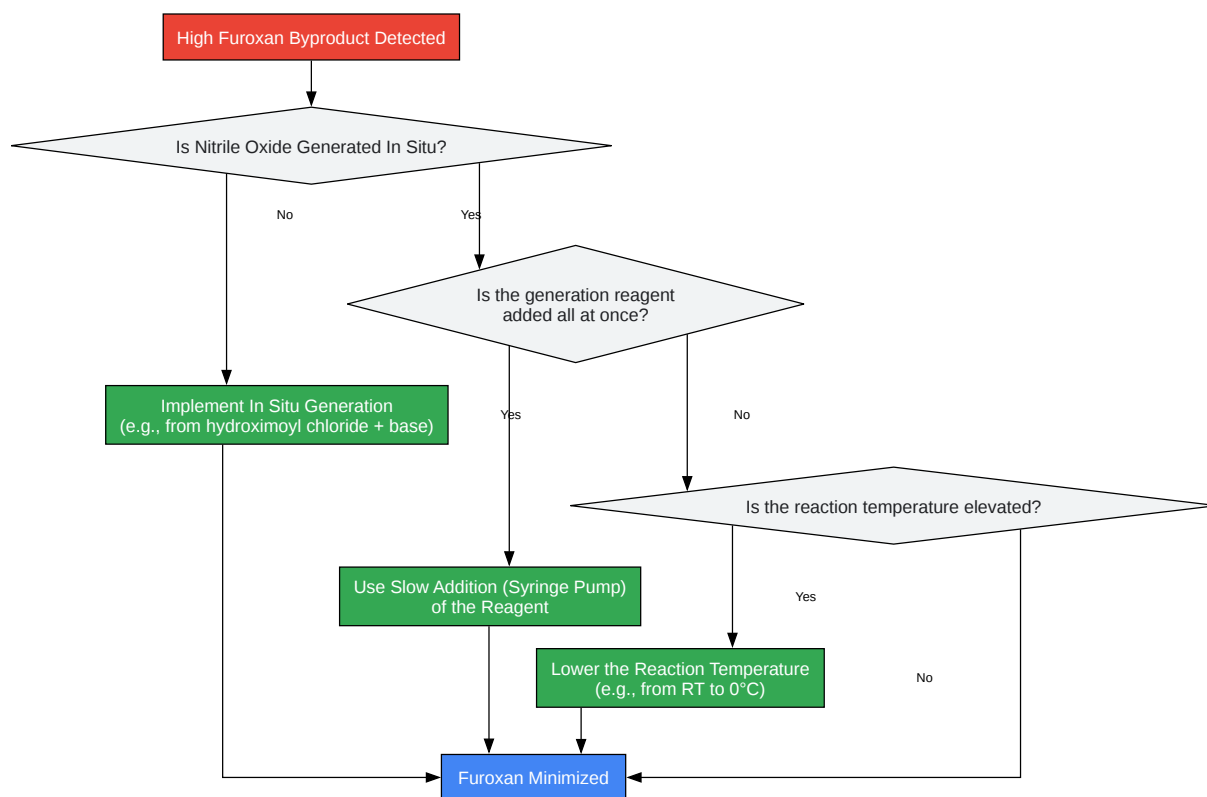 High Furoxan Byproduct Detected
Is Nitrile Oxide Generated In Situ?
No
Yes
Is the generation reagent
added all at once?
Implement In Situ Generation
(e.g., from hydroximoyl chloride + base)
Yes
No
Is the reaction temperature elevated?
Use Slow Addition (Syringe Pump)
of the Reagent
Yes
Lower the Reaction Temperature
(e.g., from RT to 0°C)
No
Furoxan Minimized